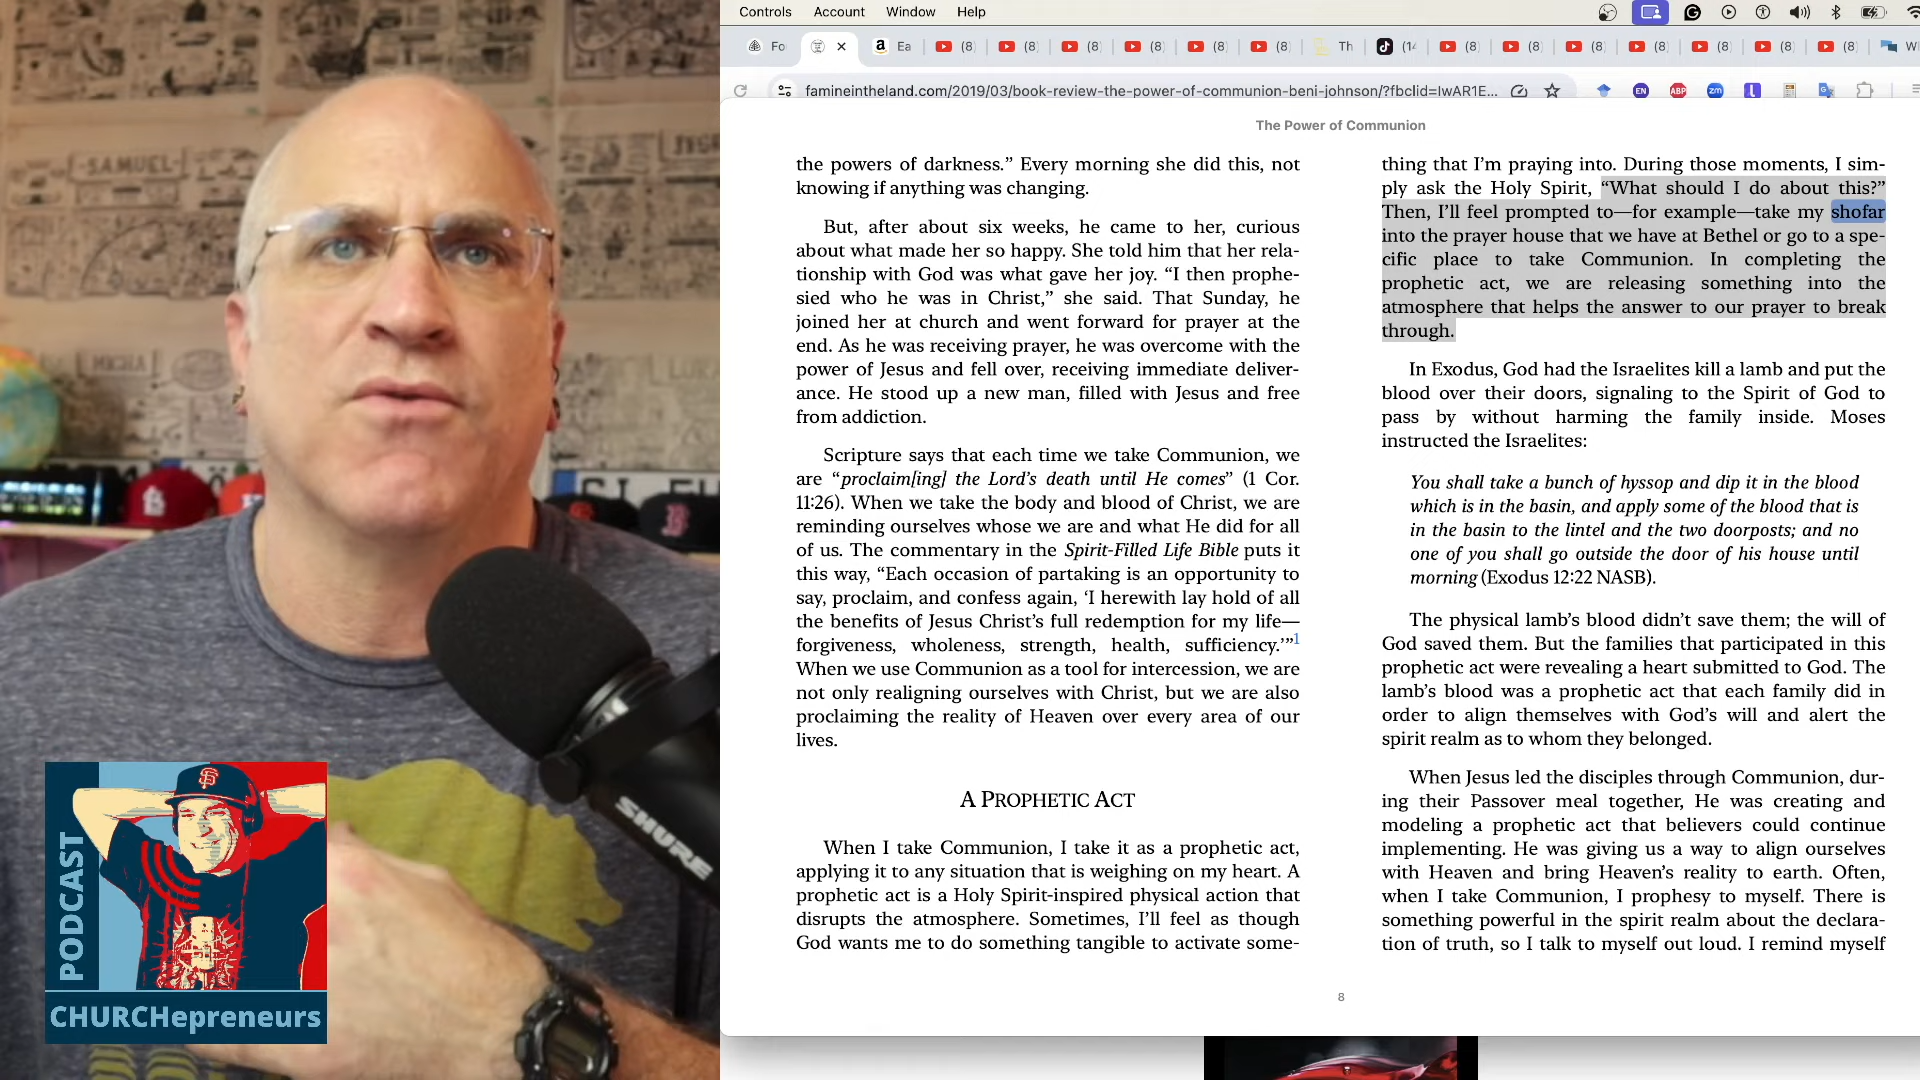 Controls Account Window Help
Fo
Ea
(8)
(8)
(8)
(8)
(8)
(8)
Th
(14
(8)
(8)
(8)
(8)
(8)
(8)
(8)
W
famineintheland.com/2019/03/book-review-the-power-of-communion-beni-johnson/?fbclid=IwAR1E...
EN
ABP
zm
The Power of Communion
the powers of darkness.” Every morning she did this, not
knowing if anything was changing.
But, after about six weeks, he came to her, curious
about what made her so happy. She told him that her rela-
tionship with God was what gave her joy. “I then prophe-
sied who he was in Christ,” she said. That Sunday, he
joined her at church and went forward for prayer at the
end. As he was receiving prayer, he was overcome with the
power of Jesus and fell over, receiving immediate deliver-
ance. He stood up a new man, filled with Jesus and free
from addiction.
Scripture says that each time we take Communion, we
are “proclaim[ing] the Lord’s death until He comes” (1 Cor.
11:26). When we take the body and blood of Christ, we are
reminding ourselves whose we are and what He did for all
of us. The commentary in the Spirit-Filled Life Bible puts it
this way, “Each occasion of partaking is an opportunity to
say, proclaim, and confess again, ‘I herewith lay hold of all
the benefits of Jesus Christ’s full redemption for my life—
forgiveness, wholeness, strength, health, sufficiency.’”1
When we use Communion as a tool for intercession, we are
not only realigning ourselves with Christ, but we are also
proclaiming the reality of Heaven over every area of our
lives.
A PROPHETIC ACT
When I take Communion, I take it as a prophetic act,
applying it to any situation that is weighing on my heart. A
prophetic act is a Holy Spirit-inspired physical action that
disrupts the atmosphere. Sometimes, I’ll feel as though
God wants me to do something tangible to activate some-
thing that I’m praying into. During those moments, I sim-
ply ask the Holy Spirit, “What should I do about this?”
Then, I’ll feel prompted to—for example—take my shofar
into the prayer house that we have at Bethel or go to a spe-
cific place to take Communion. In completing the
prophetic act, we are releasing something into the
atmosphere that helps the answer to our prayer to break
through.
In Exodus, God had the Israelites kill a lamb and put the
blood over their doors, signaling to the Spirit of God to
pass by without harming the family inside. Moses
instructed the Israelites:
You shall take a bunch of hyssop and dip it in the blood
which is in the basin, and apply some of the blood that is
in the basin to the lintel and the two doorposts; and no
one of you shall go outside the door of his house until
morning (Exodus 12:22 NASB).
The physical lamb’s blood didn’t save them; the will of
God saved them. But the families that participated in this
prophetic act were revealing a heart submitted to God. The
lamb’s blood was a prophetic act that each family did in
order to align themselves with God’s will and alert the
spirit realm as to whom they belonged.
When Jesus led the disciples through Communion, dur-
ing their Passover meal together, He was creating and
modeling a prophetic act that believers could continue
implementing. He was giving us a way to align ourselves
with Heaven and bring Heaven’s reality to earth. Often,
when I take Communion, I prophesy to myself. There is
something powerful in the spirit realm about the declara-
tion of truth, so I talk to myself out loud. I remind myself
8
-SAMUEL-
MICHA
SHURE
PODCAST
SF
CHURCHepreneurs